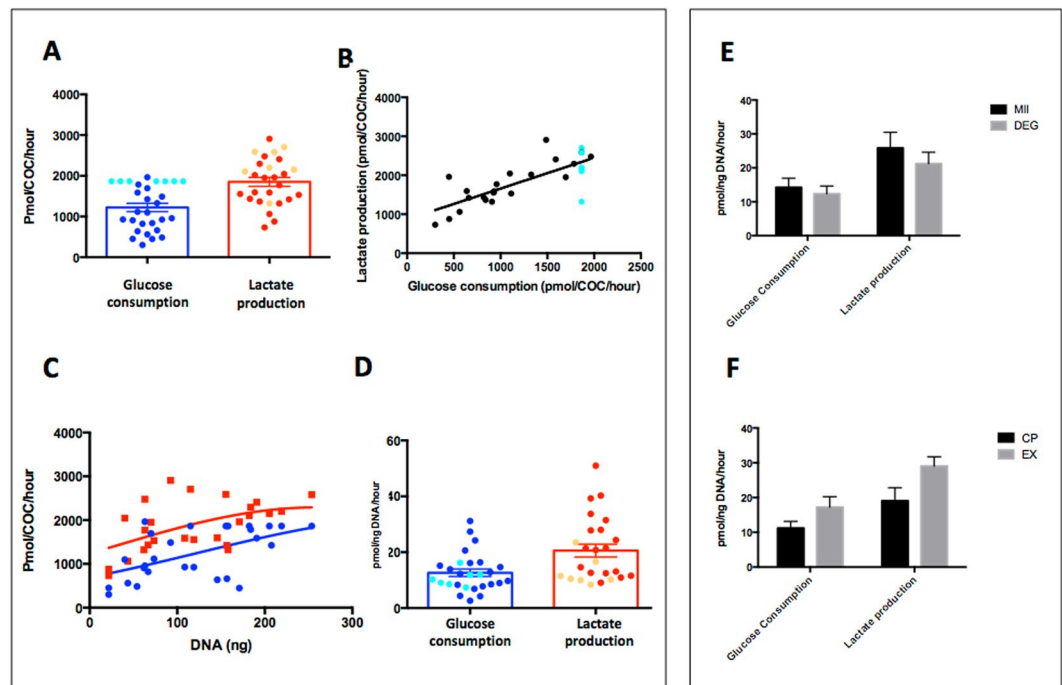 A
Pmol/COC/hour
4000
3000
2000
1000
0
Glucose
consumption
Lactate
production
B
Lactate production (pmol/COC/hour)
4000
3000
2000
1000
0
0 500 1000 1500 2000 2500
Glucose consumption (pmol/COC/hour)
C
Pmol/COC/hour
4000
3000
2000
1000
0
0 100 200 300
DNA (ng)
D
pmol/ng DNA/hour
60
40
20
0
Glucose
consumption
Lactate
production
E
pmol/ng DNA/hour
40
30
20
10
0
MII
DEG
Glucose Consumption
Lactate production
F
pmol/ng DNA/hour
40
30
20
10
0
CP
EX
Glucose Consumption
Lactate production